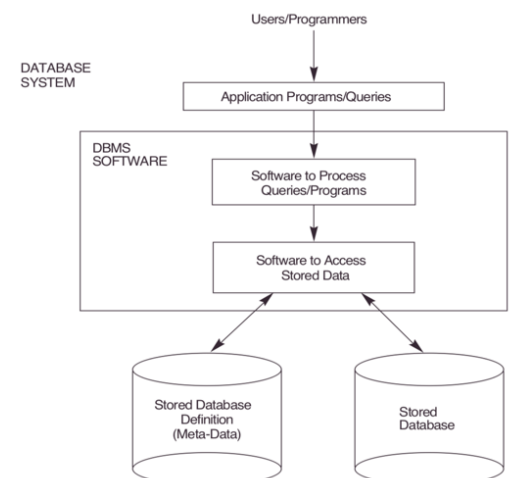 Users/Programmers
DATABASE
SYSTEM
Application Programs/Queries
DBMS
SOFTWARE
Software to Process
Queries/Programs
Software to Access
Stored Data
Stored Database
Definition
(Meta-Data)
Stored
Database